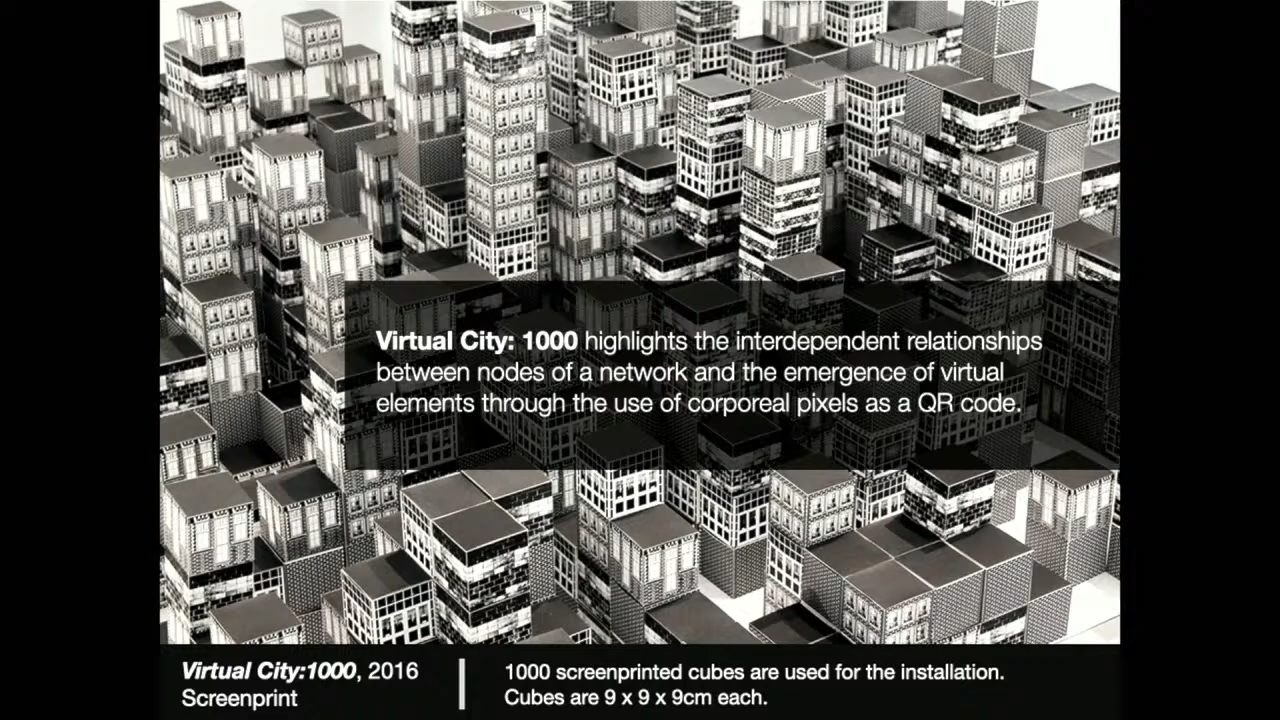 Virtual City: 1000 highlights the interdependent relationships
between nodes of a network and the emergence of virtual
elements through the use of corporeal pixels as a QR code.
Virtual City:1000, 2016
Screenprint
1000 screenprinted cubes are used for the installation.
Cubes are 9 x 9 x 9cm each.